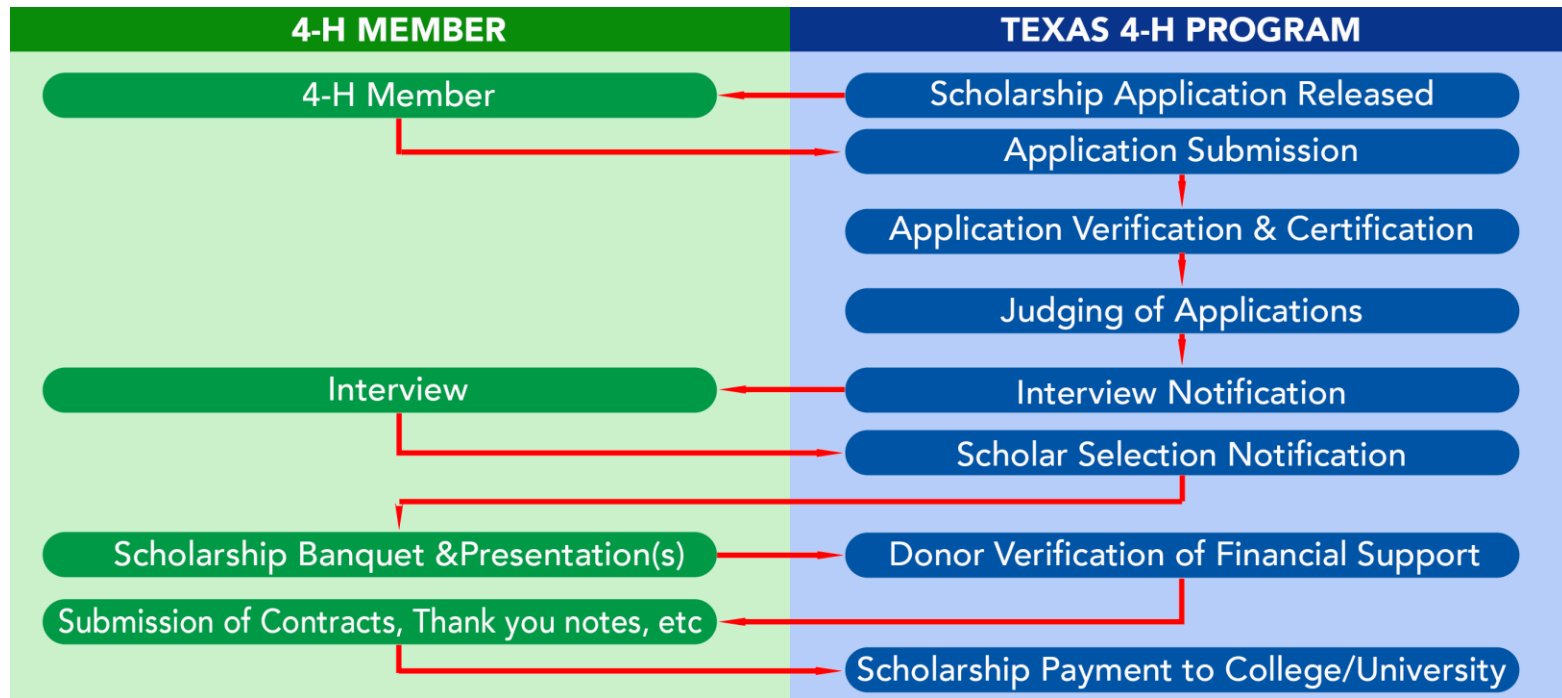 4-H MEMBER
TEXAS 4-H PROGRAM
4-H Member
Scholarship Application Released
Application Submission
Application Verification & Certification
Judging of Applications
Interview
Interview Notification
Scholar Selection Notification
Scholarship Banquet &Presentation(s)
Donor Verification of Financial Support
Submission of Contracts, Thank you notes, etc
Scholarship Payment to College/University